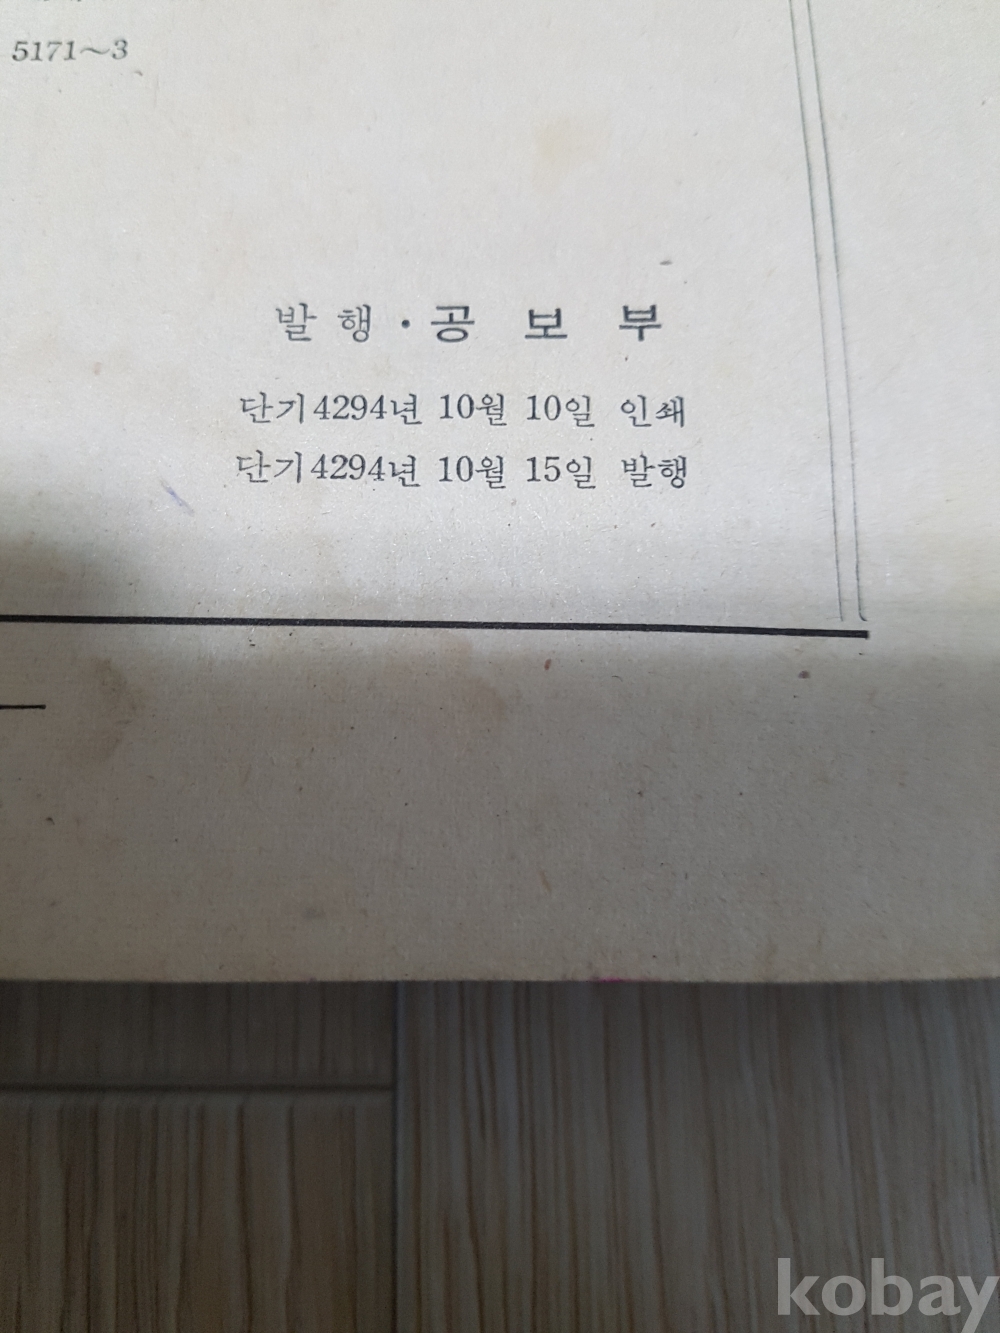 5171~3
발 행 · 공 보 부
단기4294년 10월 10일 인쇄
단기4294년 10월 15일 발행
kobay